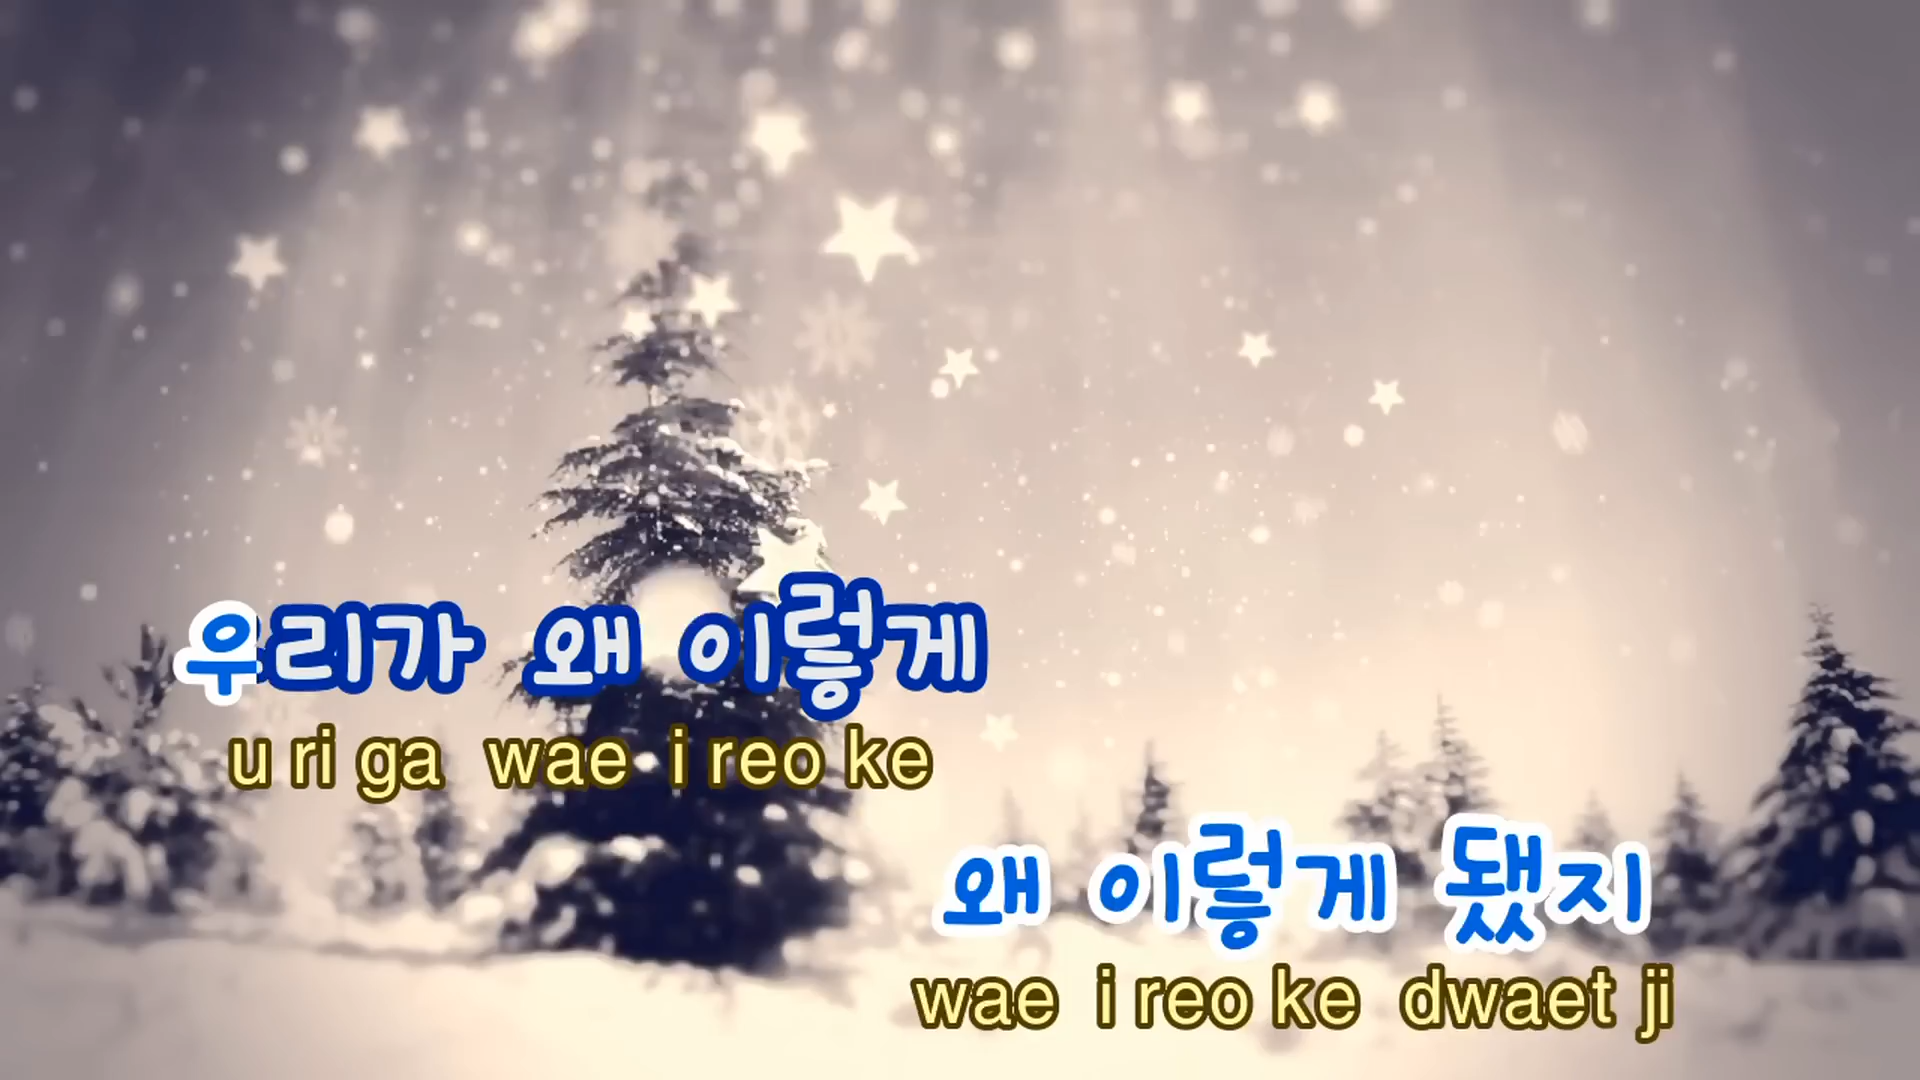 우리가 왜 이렇게
u ri ga wae i reo ke
왜 이렇게 됐지
wae i reo ke dwaet ji